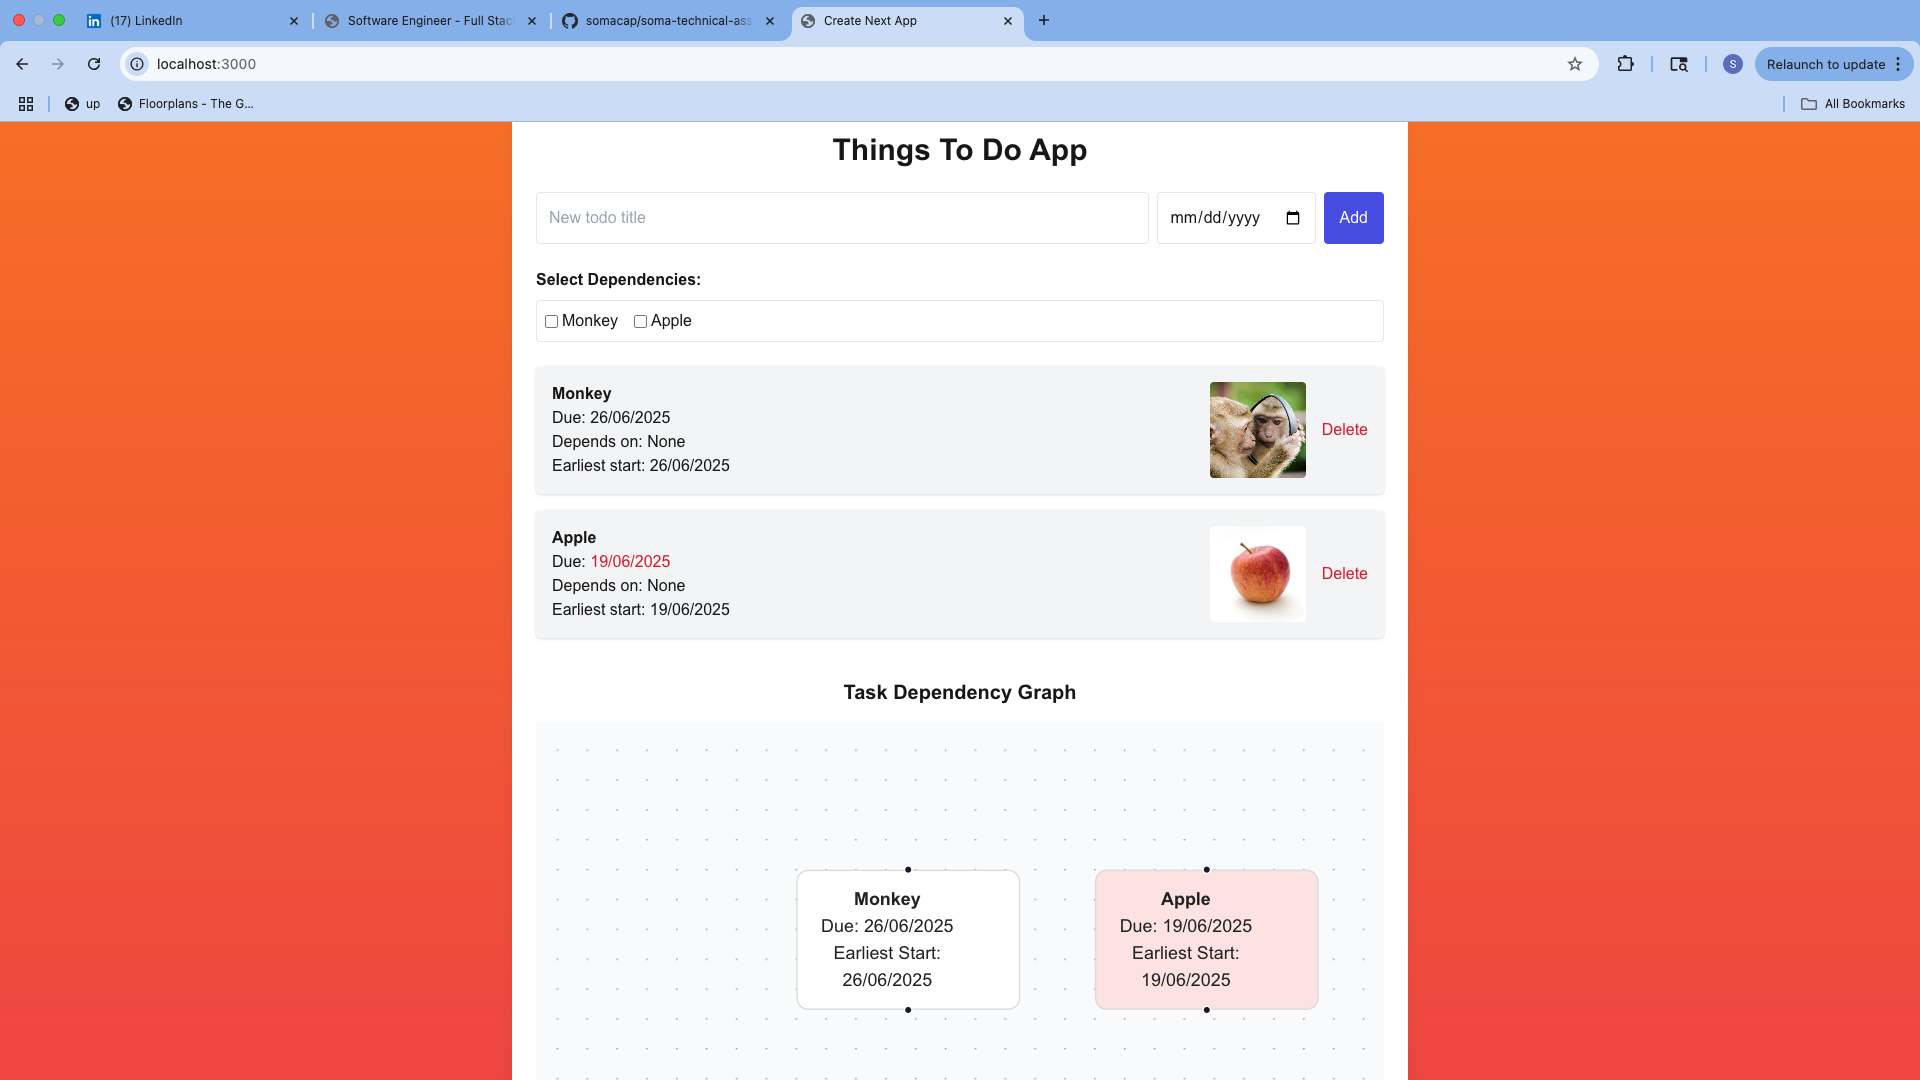 (17) LinkedIn
Software Engineer - Full Stac
somacap/soma-technical-ass
Create Next App
localhost:3000
S
Relaunch to update
up
Floorplans - The G...
All Bookmarks
Things To Do App
New todo title
mm/dd/yyyy
Add
Select Dependencies:
Monkey
Apple
Monkey
Due: 26/06/2025
Depends on: None
Earliest start: 26/06/2025
Delete
Apple
Due: 19/06/2025
Depends on: None
Earliest start: 19/06/2025
Delete
Task Dependency Graph
Monkey
Due: 26/06/2025
Earliest Start:
26/06/2025
Apple
Due: 19/06/2025
Earliest Start:
19/06/2025